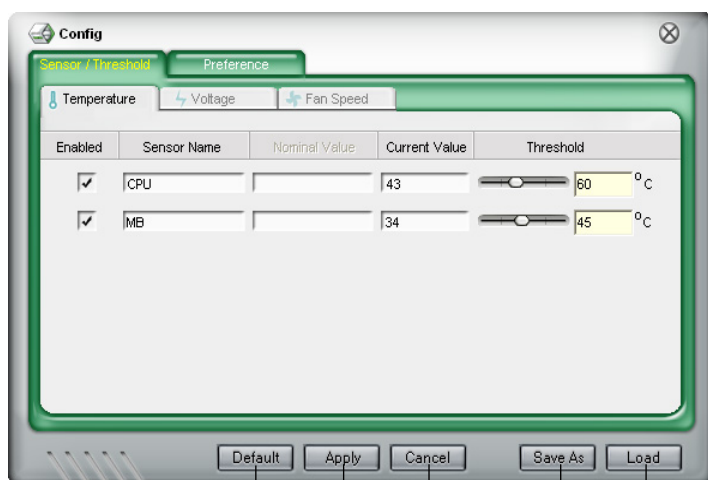 Config
Sensor / Threshold Preference
Temperature Voltage Fan Speed
Enabled Sensor Name Nominal Value Current Value Threshold
CPU 43 60 °C
MB 34 45 °C
Default Apply Cancel Save As Load